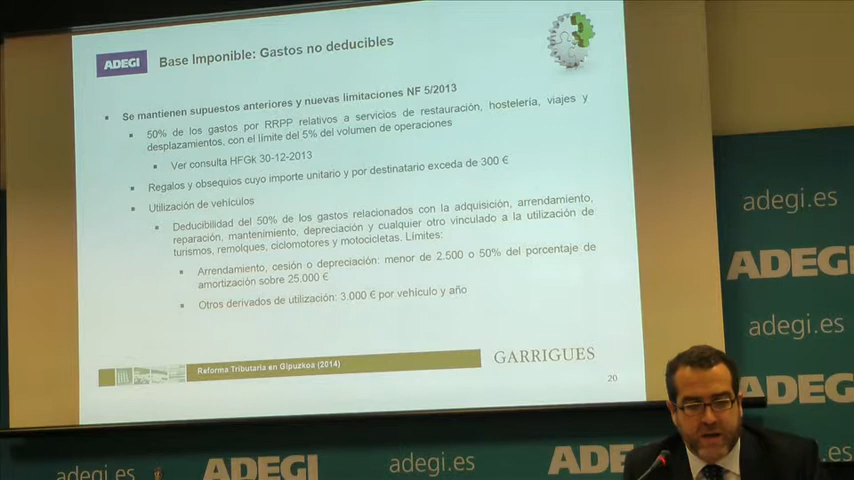 ADEGI
Base Imponible: Gastos no deducibles
Se mantienen supuestos anteriores y nuevas limitaciones NF 5/2013
50% de los gastos por RRPP relativos a servicios de restauración, hostelería, viajes y
desplazamientos, con el límite del 5% del volumen de operaciones
Ver consulta HFGk 30-12-2013
Regalos y obsequios cuyo importe unitario y por destinatario exceda de 300 €
Utilización de vehículos
Deducibilidad del 50% de los gastos relacionados con la adquisición, arrendamiento,
reparación, mantenimiento, depreciación y cualquier otro vinculado a la utilización de
turismos, remolques, ciclomotores y motocicletas. Límites:
Arrendamiento, cesión o depreciación: menor de 2.500 o 50% del porcentaje de
amortización sobre 25.000 €
Otros derivados de utilización: 3.000 € por vehículo y año
Reforma Tributaria en Gipuzkoa (2014)
GARRIGUES
20
adegi.es
ADEGI
adegi.es
ADEGI
adegi.es
ADEGI
adegi.es
ADE
.es